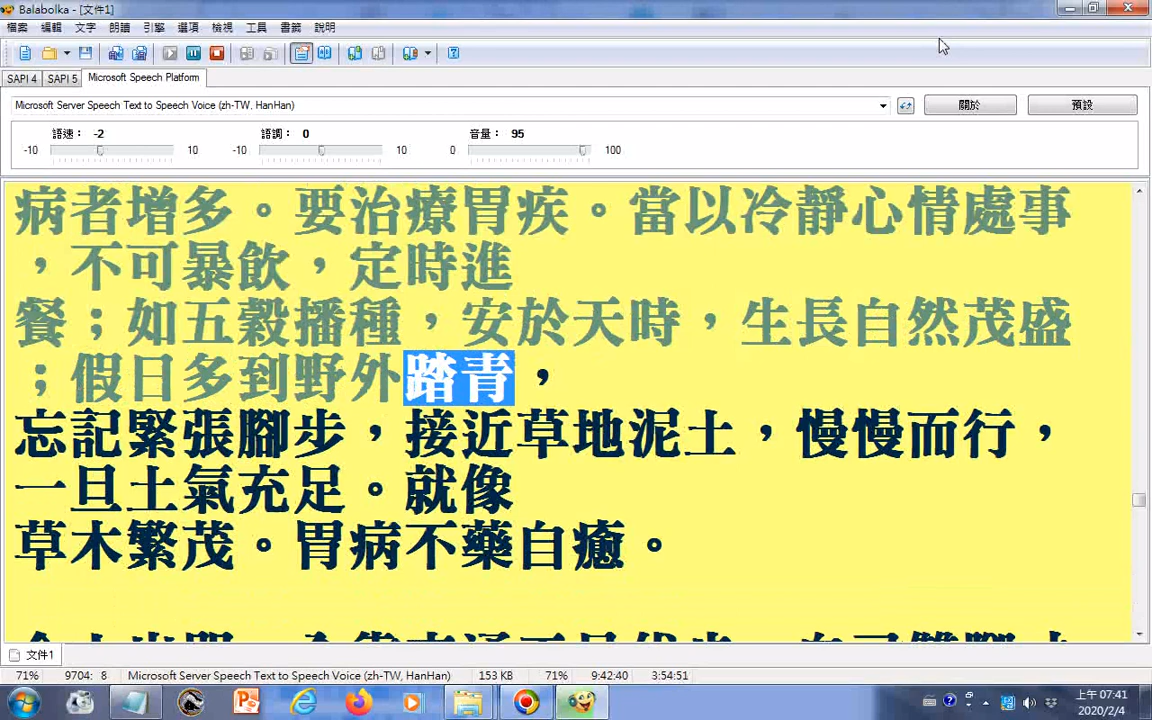 Balabolka - [文件1]
檔案 編輯 文字 朗讀 引擎 選項 檢視 工具 書籤 說明
SAPI 4 SAPI 5 Microsoft Speech Platform
Microsoft Server Speech Text to Speech Voice (zh-TW, HanHan) 關於 預設
語速： -2 語調： 0 音量： 95
-10 10 -10 10 0 100
病者增多。要治療胃疾。當以冷靜心情處事
，不可暴飲，定時進
餐；如五穀播種，安於天時，生長自然茂盛
；假日多到野外踏青，
忘記緊張腳步，接近草地泥土，慢慢而行，
一旦土氣充足。就像
草木繁茂。胃病不藥自癒。
文件1
71% 9704: 8 Microsoft Server Speech Text to Speech Voice (zh-TW, HanHan) 153 KB 71% 9:42:40 3:54:51
上午 07:41
2020/2/4